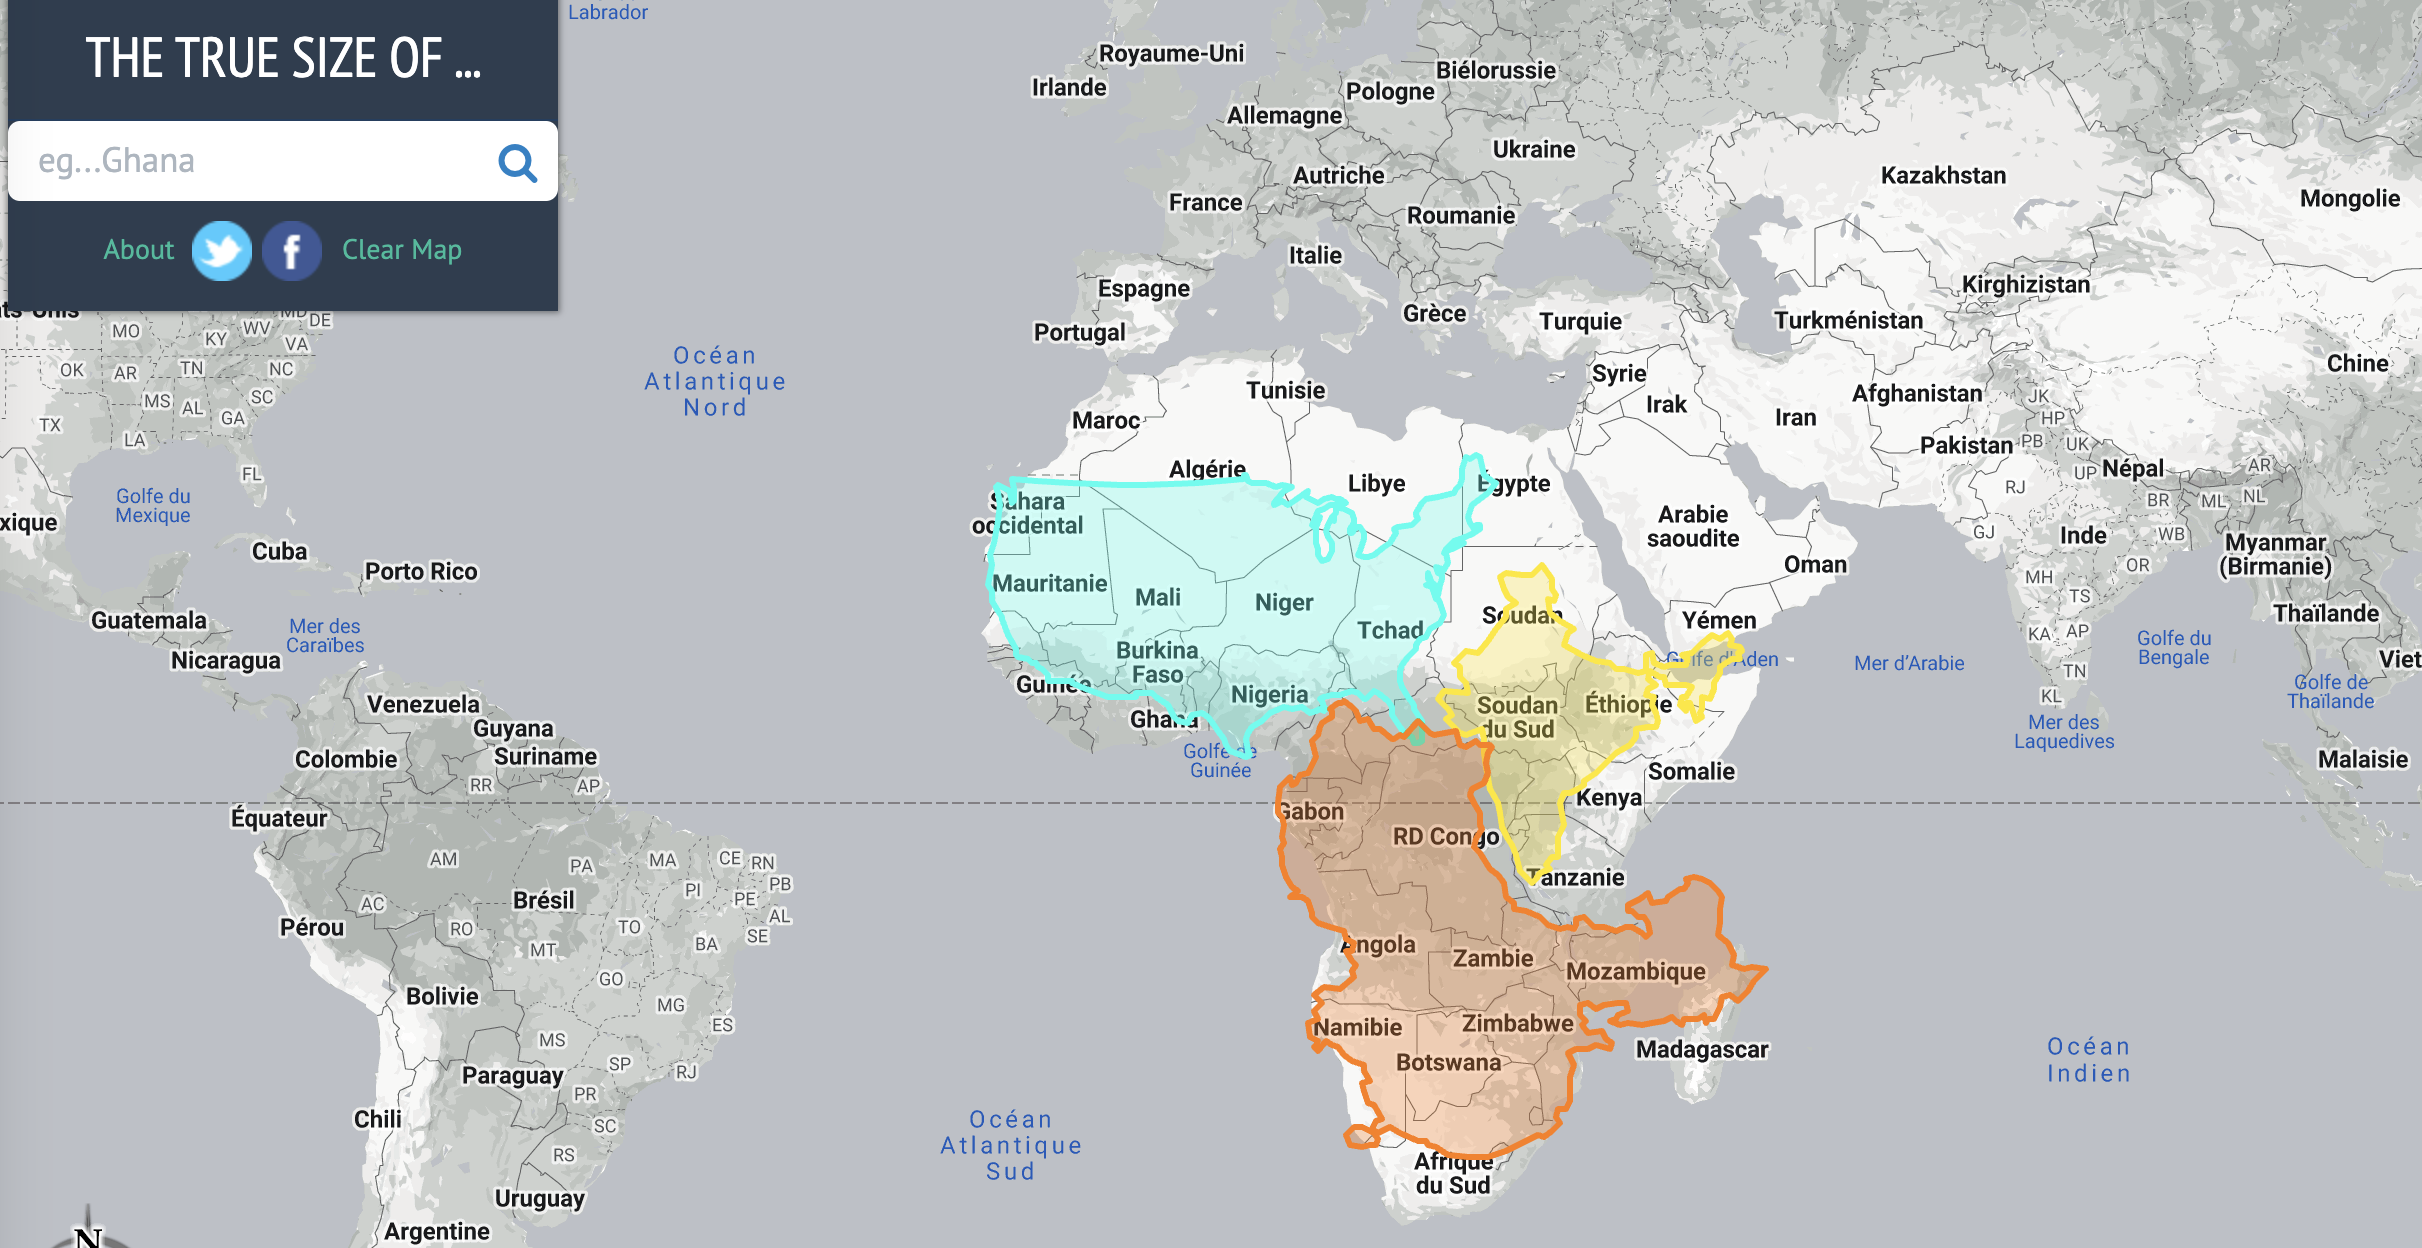 THE TRUE SIZE OF ...
eg...Ghana
About
Clear Map
Labrador
Royaume-Uni
Irlande
Biélorussie
Pologne
Allemagne
Ukraine
Autriche
France
Roumanie
Kazakhstan
Mongolie
Italie
Espagne
Grèce
Portugal
Turquie
Kirghizistan
Turkménistan
Chine
MO
KY
WV
MD
DE
VA
OK
AR
TN
NC
MS
AL
SC
GA
TX
LA
FL
Océan
Atlantique
Nord
Golfe du
Mexique
xique
Cuba
Porto Rico
Guatemala
Mer des
Caraïbes
Nicaragua
Tunisie
Maroc
Algérie
Libye
Égypte
Syrie
Irak
Iran
Afghanistan
Pakistan
JK
HP
PB
UK
UP
Népal
AR
RJ
BR
ML
NL
GJ
Inde
WB
Myanmar
(Birmanie)
OR
MH
TS
KA
AP
TN
KL
Thaïlande
Golfe du
Bengale
Viet
Golfe de
Thaïlande
Mer des
Laquedives
Malaisie
Sahara
occidental
Mauritanie
Mali
Niger
Tchad
Burkina
Faso
Guinée
Nigeria
Ghana
Golfe de
Guinée
Arabie
saoudite
Oman
Yémen
Golfe d'Aden
Mer d'Arabie
Soudan
Soudan
du Sud
Éthiopie
Somalie
Kenya
Gabon
RD Congo
Tanzanie
Angola
Zambie
Mozambique
Namibie
Zimbabwe
Botswana
Madagascar
Afrique
du Sud
Océan
Indien
Océan
Atlantique
Sud
Venezuela
Guyana
Suriname
Colombie
RR
AP
Équateur
AM
PA
MA
CE
RN
PB
PI
PE
AL
SE
AC
Brésil
Pérou
RO
TO
BA
MT
GO
Bolivie
MG
ES
MS
SP
RJ
Paraguay
PR
Chili
SC
RS
Uruguay
Argentine
N